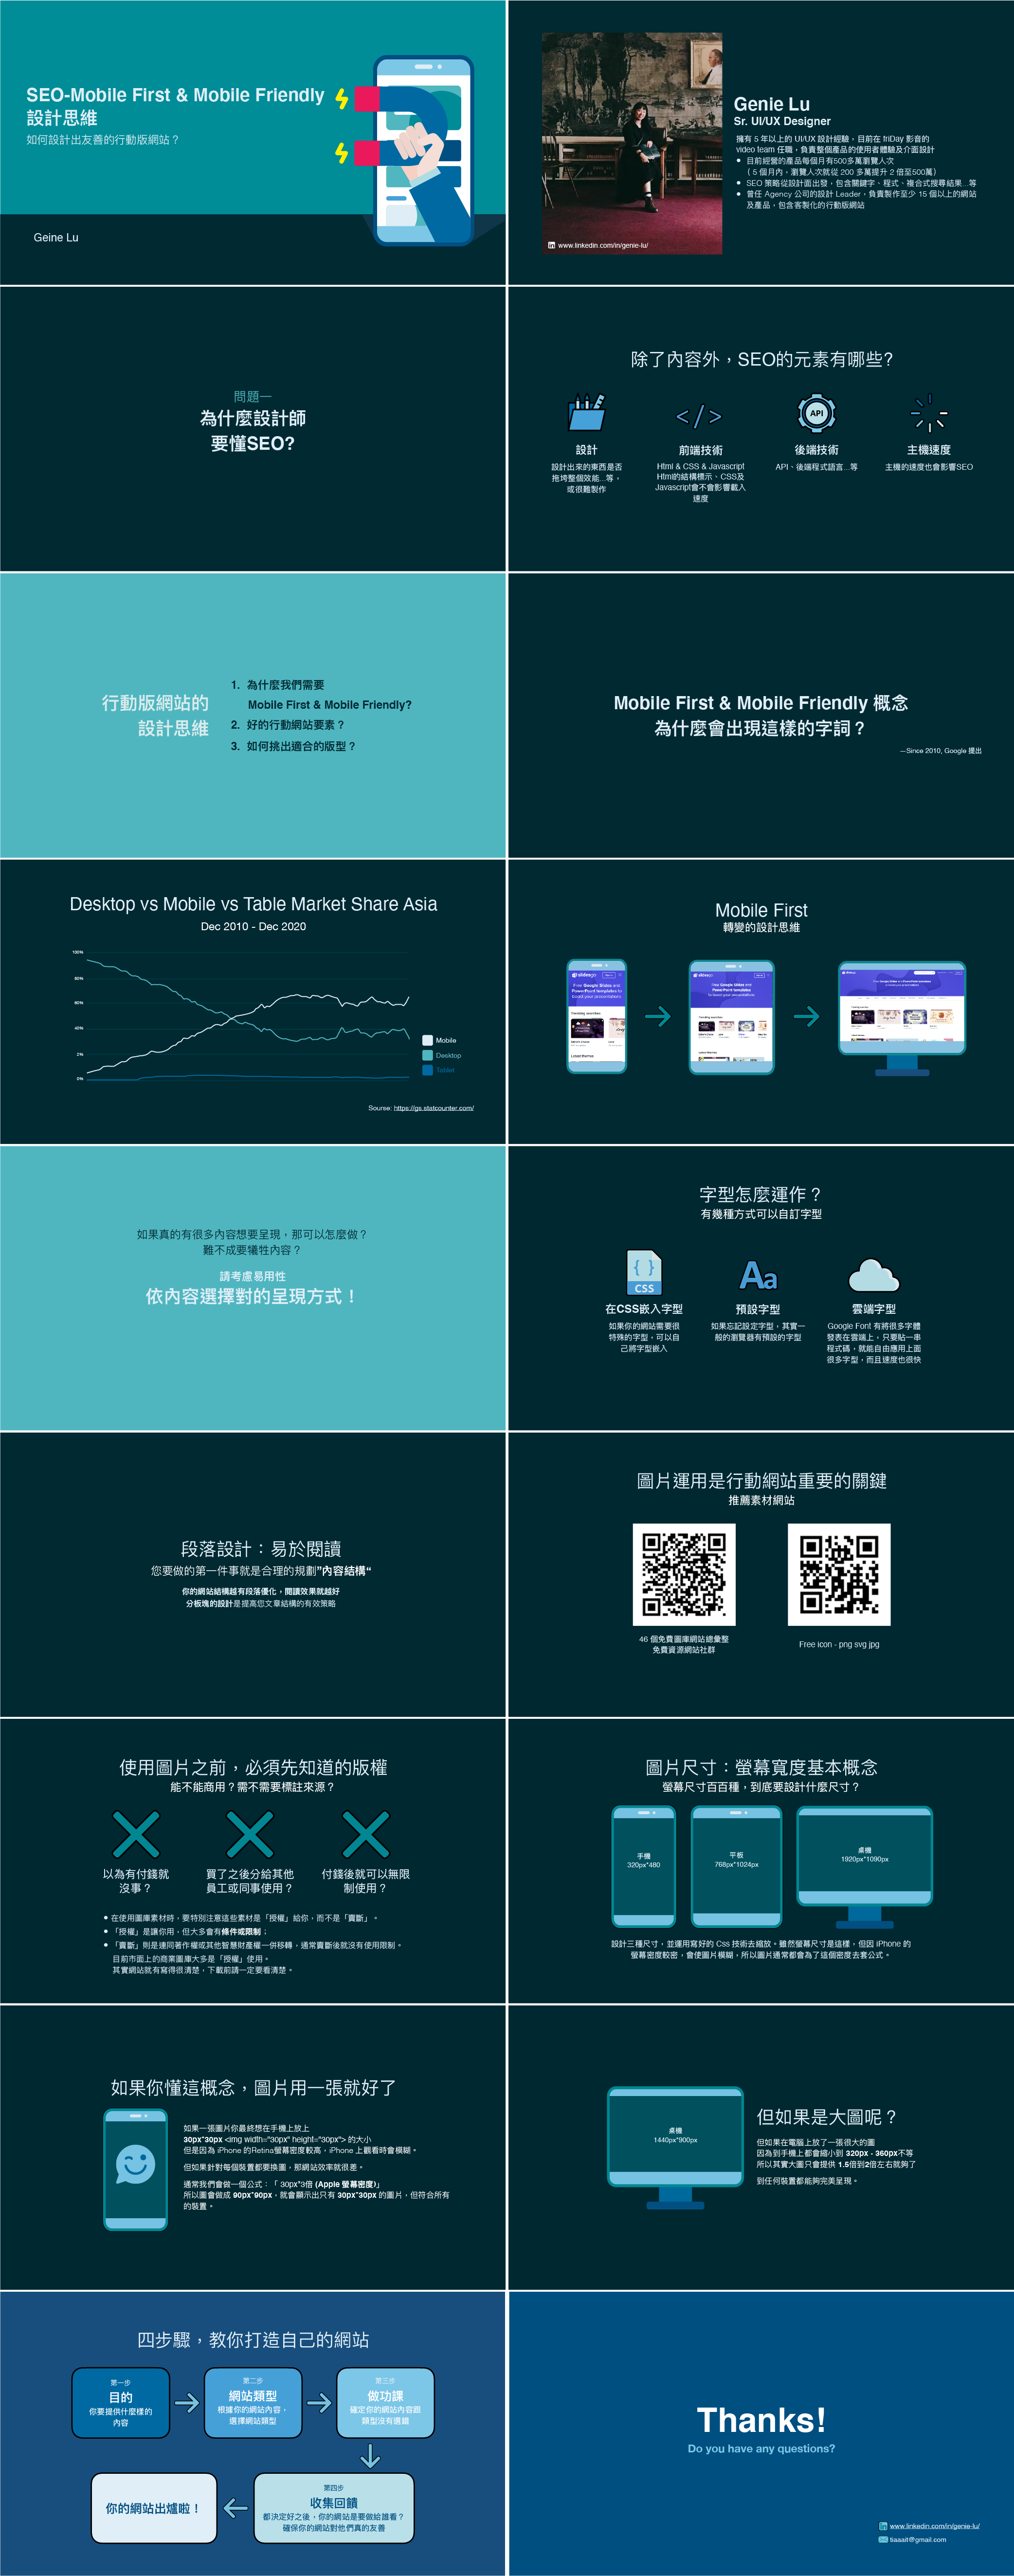 SEO-Mobile First & Mobile Friendly
設計思維
如何設計出友善的行動版網站？
Geine Lu
Genie Lu
Sr. UI/UX Designer
擁有 5 年以上的 UI/UX 設計經驗，目前在 friDay 影音的
video team 任職，負責整個產品的使用者體驗及介面設計
目前經營的產品每個月有500多萬瀏覽人次
（ 5 個月內，瀏覽人次就從 200 多萬提升 2 倍至500萬）
SEO 策略從設計面出發，包含關鍵字、程式、複合式搜尋結果...等
曾任 Agency 公司的設計 Leader，負責製作至少 15 個以上的網站
及產品，包含客製化的行動版網站
www.linkedin.com/in/genie-lu/
問題一
為什麼設計師
要懂SEO?
除了內容外，SEO的元素有哪些?
API
設計
設計出來的東西是否
拖垮整個效能...等，
或很難製作
前端技術
Html & CSS & Javascript
Html的結構標示、CSS及
Javascript會不會影響載入
速度
後端技術
API、後端程式語言...等
主機速度
主機的速度也會影響SEO
行動版網站的
設計思維
1. 為什麼我們需要
Mobile First & Mobile Friendly?
2. 好的行動網站要素？
3. 如何挑出適合的版型？
Mobile First & Mobile Friendly 概念
為什麼會出現這樣的字詞？
—Since 2010, Google 提出
Desktop vs Mobile vs Table Market Share Asia
Dec 2010 - Dec 2020
100%
80%
60%
40%
2%
0%
Mobile
Desktop
Tablet
Sounse: https://gs.statcounter.com/
Mobile First
轉變的設計思維
slidesgo
Free Google Slides and
PowerPoint templates to
boost your presentations
Trending searches
Latest themes
slidesgo
Free Google Slides and
PowerPoint templates
to boost your presentations
Trending searches
Latest themes
如果真的有很多內容想要呈現，那可以怎麼做？
難不成要犧牲內容？
請考慮易用性
依內容選擇對的呈現方式！
字型怎麼運作？
有幾種方式可以自訂字型
{ }
CSS
Aa
在CSS嵌入字型
如果你的網站需要很
特殊的字型，可以自
己將字型嵌入
預設字型
如果忘記設定字型，其實一
般的瀏覽器有預設的字型
雲端字型
Google Font 有將很多字體
發表在雲端上，只要貼一串
程式碼，就能自由應用上面
很多字型，而且速度也很快
段落設計：易於閱讀
您要做的第一件事就是合理的規劃”內容結構“
你的網站結構越有段落優化，閱讀效果就越好
分板塊的設計是提高您文章結構的有效策略
圖片運用是行動網站重要的關鍵
推薦素材網站
46 個免費圖庫網站總彙整
免費資源網站社群
Free icon - png svg jpg
使用圖片之前，必須先知道的版權
能不能商用？需不需要標註來源？
以為有付錢就
沒事？
買了之後分給其他
員工或同事使用？
付錢後就可以無限
制使用？
在使用圖庫素材時，要特別注意這些素材是「授權」給你，而不是「賣斷」。
「授權」是讓你用，但大多會有條件或限制；
「賣斷」則是連同著作權或其他智慧財產權一併移轉，通常賣斷後就沒有使用限制。
目前市面上的商業圖庫大多是「授權」使用。
其實網站就有寫得很清楚，下載前請一定要看清楚。
圖片尺寸：螢幕寬度基本概念
螢幕尺寸百百種，到底要設計什麼尺寸？
手機
320px*480
平板
768px*1024px
桌機
1920px*1090px
設計三種尺寸，並運用寫好的 Css 技術去縮放。雖然螢幕尺寸是這樣，但因 iPhone 的
螢幕密度較密，會使圖片模糊，所以圖片通常都會為了這個密度去套公式。
如果你懂這概念，圖片用一張就好了
如果一張圖片你最終想在手機上放上
30px*30px <img width="30px" height="30px"> 的大小
但是因為 iPhone 的Retina螢幕密度較高，iPhone 上觀看時會模糊。
但如果針對每個裝置都要換圖，那網站效率就很差。
通常我們會做一個公式：「 30px*3倍 (Apple 螢幕密度)」
所以圖會做成 90px*90px，就會顯示出只有 30px*30px 的圖片，但符合所有
的裝置。
桌機
1440px*900px
但如果是大圖呢？
但如果在電腦上放了一張很大的圖
因為到手機上都會縮小到 320px - 360px不等
所以其實大圖只會提供 1.5倍到2倍左右就夠了
到任何裝置都能夠完美呈現。
四步驟，教你打造自己的網站
第一步
目的
你要提供什麼樣的
內容
第二步
網站類型
根據你的網站內容，
選擇網站類型
第三步
做功課
確定你的網站內容跟
類型沒有選錯
第四步
收集回饋
都決定好之後，你的網站是要做給誰看？
確保你的網站對他們真的友善
你的網站出爐啦！
Thanks!
Do you have any questions?
www.linkedin.com/in/genie-lu/
tiaaait@gmail.com